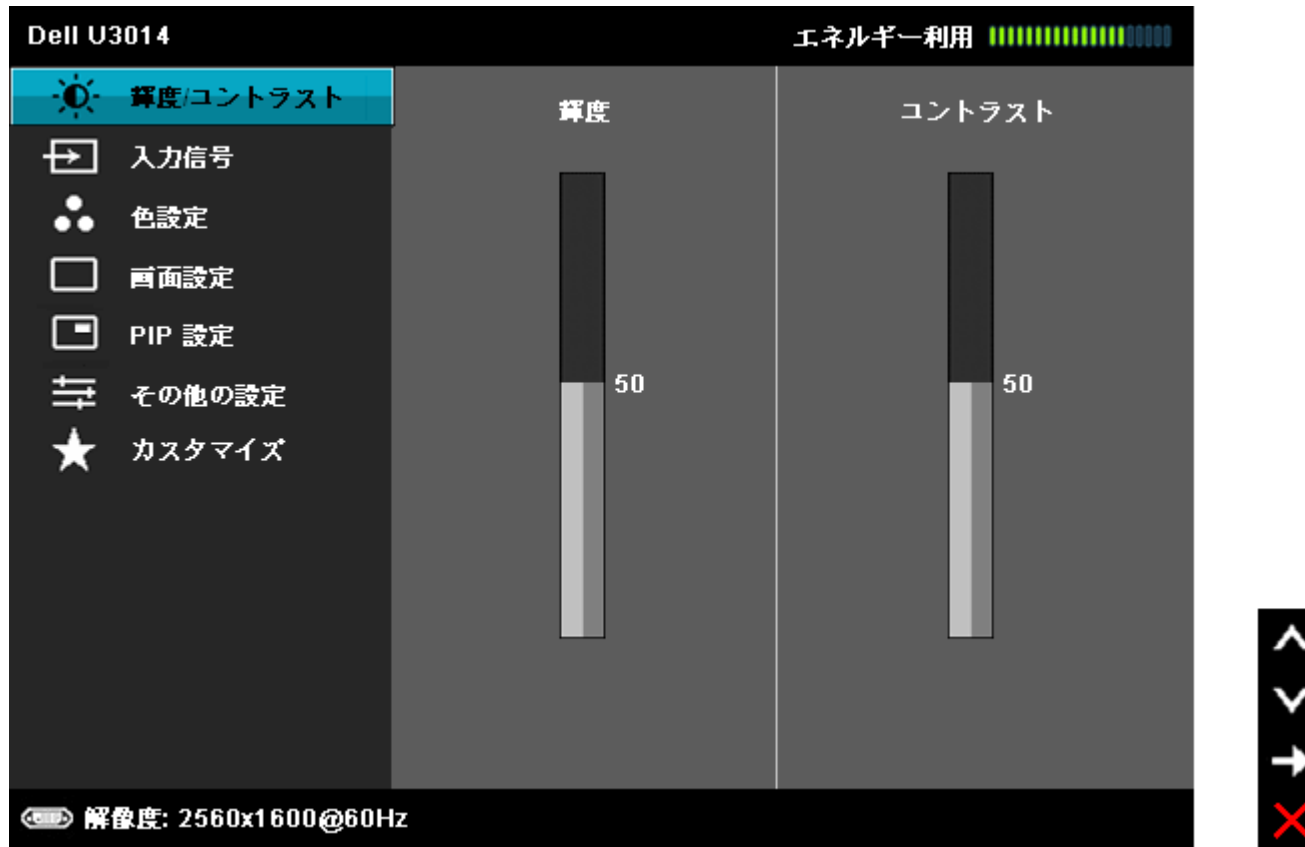 Dell U3014
エネルギー利用
輝度/コントラスト
入力信号
色設定
画面設定
PIP 設定
その他の設定
カスタマイズ
輝度
50
コントラスト
50
解像度: 2560x1600@60Hz